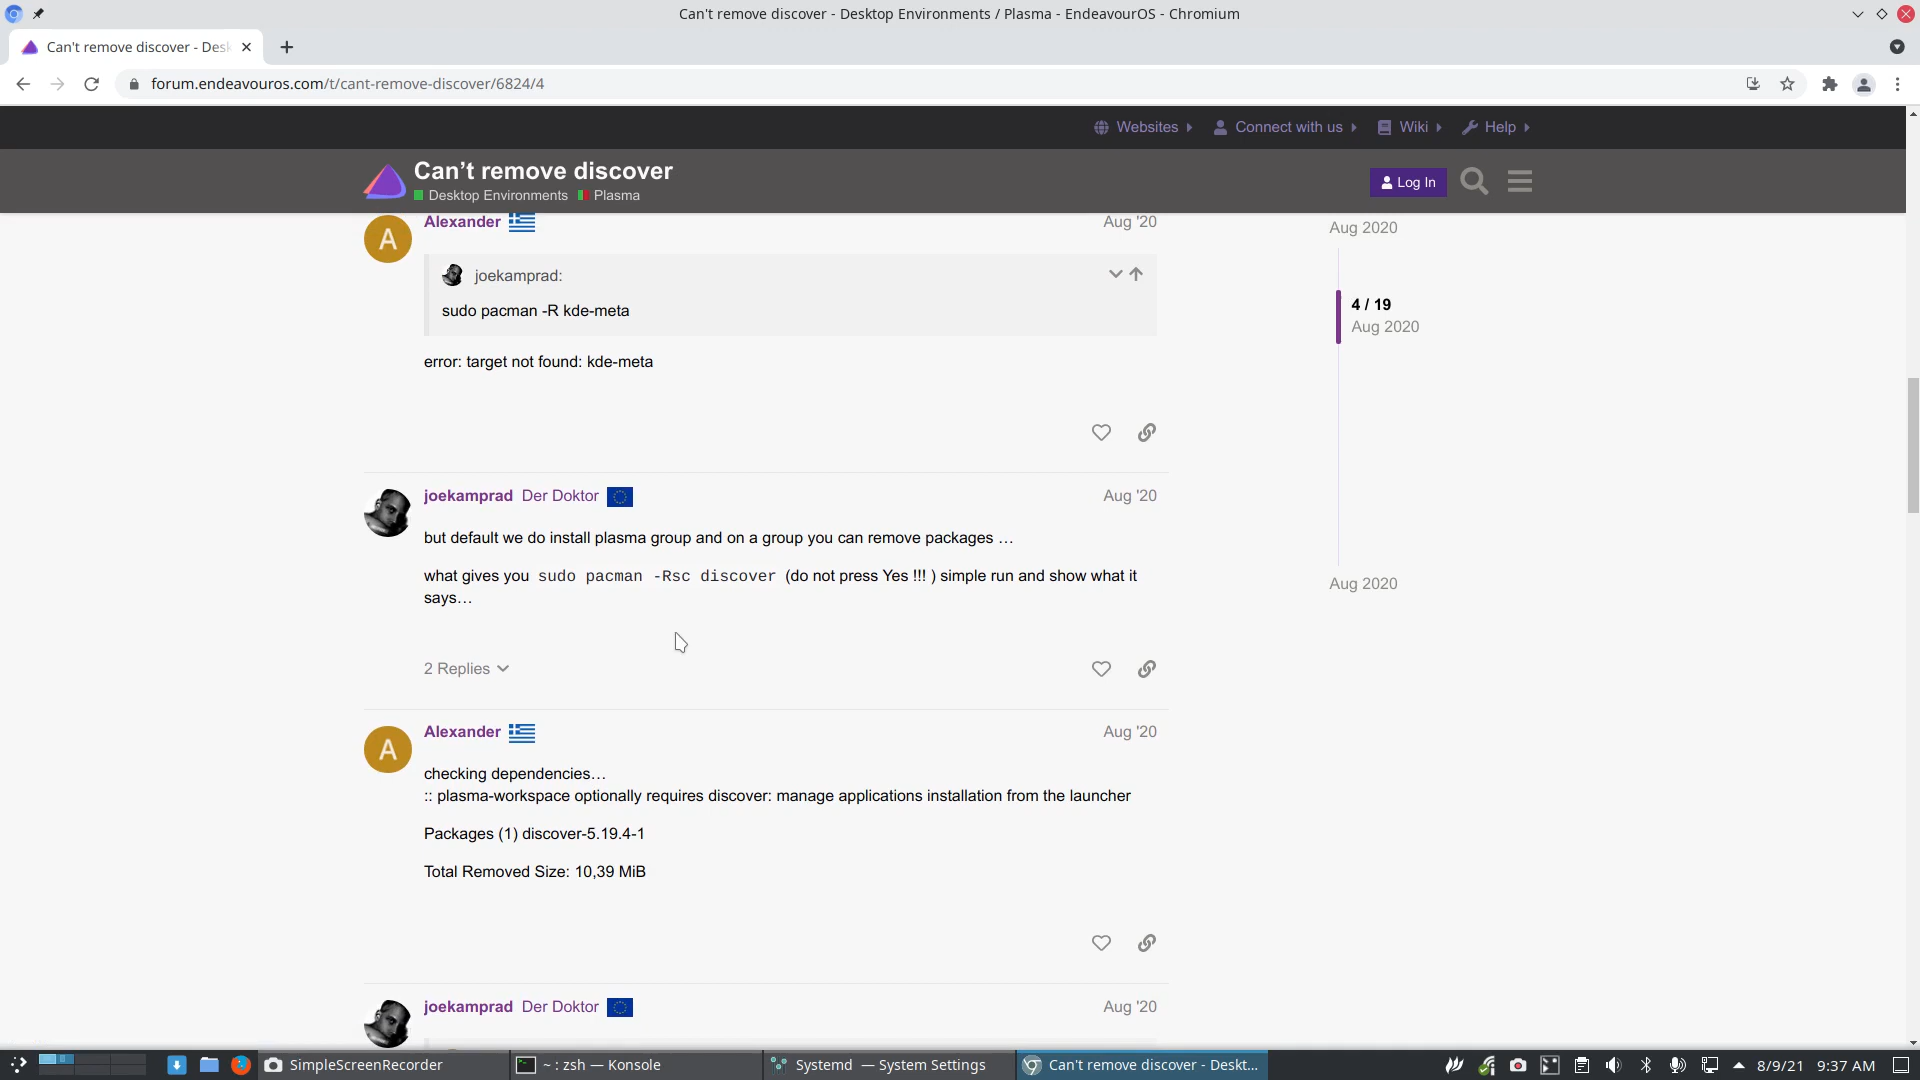 Can't remove discover - Desktop Environments / Plasma - EndeavourOS - Chromium
Can't remove discover - Desk
forum.endeavouros.com/t/cant-remove-discover/6824/4
Websites
Connect with us
Wiki
Help
Can’t remove discover
Desktop Environments
Plasma
Log In
A
Alexander
Aug '20
joekamprad:
sudo pacman -R kde-meta
error: target not found: kde-meta
Aug 2020
4 / 19
Aug 2020
Aug 2020
joekamprad Der Doktor
Aug '20
but default we do install plasma group and on a group you can remove packages …
what gives you sudo pacman -Rsc discover (do not press Yes !!! ) simple run and show what it
says…
2 Replies
A
Alexander
Aug '20
checking dependencies…
:: plasma-workspace optionally requires discover: manage applications installation from the launcher
Packages (1) discover-5.19.4-1
Total Removed Size: 10,39 MiB
joekamprad Der Doktor
Aug '20
SimpleScreenRecorder
~ : zsh — Konsole
Systemd — System Settings
Can't remove discover - Deskt...
8/9/21
9:37 AM